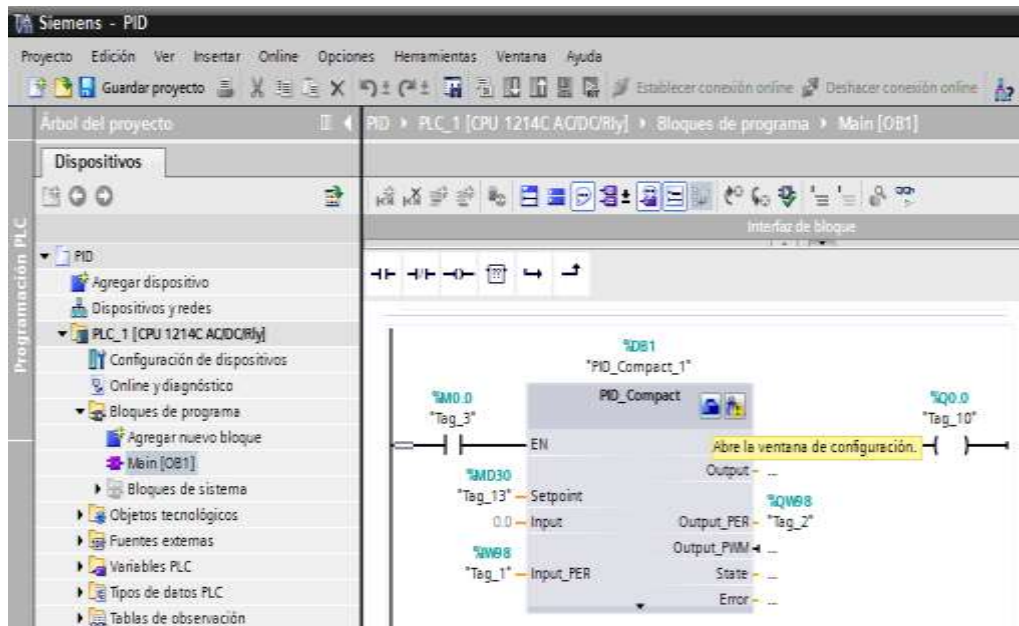 Siemens - PID
Proyecto Edición Ver Insertar Online Opciones Herramientas Ventana Ayuda
Guardar proyecto Establecer conexión online Deshacer conexión online
Árbol del proyecto
PID PLC_1 [CPU 1214C AC/DC/Rly] Bloques de programa Main [OB1]
Dispositivos
Programación PLC
Interfaz de bloque
PID
Agregar dispositivo
Dispositivos y redes
PLC_1 [CPU 1214C AC/DC/Rly]
Configuración de dispositivos
Online y diagnóstico
Bloques de programa
Agregar nuevo bloque
Main [OB1]
Bloques de sistema
Objetos tecnológicos
Fuentes externas
Variables PLC
Tipos de datos PLC
Tablas de observación
%DB1
"PID_Compact_1"
%M0.0
"Tag_3"
PID_Compact
%Q0.0
"Tag_10"
EN
Abre la ventana de configuración.
Output ...
%MD30
"Tag_13" Setpoint
0.0 Input
%QW98
Output_PER "Tag_2"
Output_PWM ...
%IW98
"Tag_1" Input_PER
State ...
Error ...